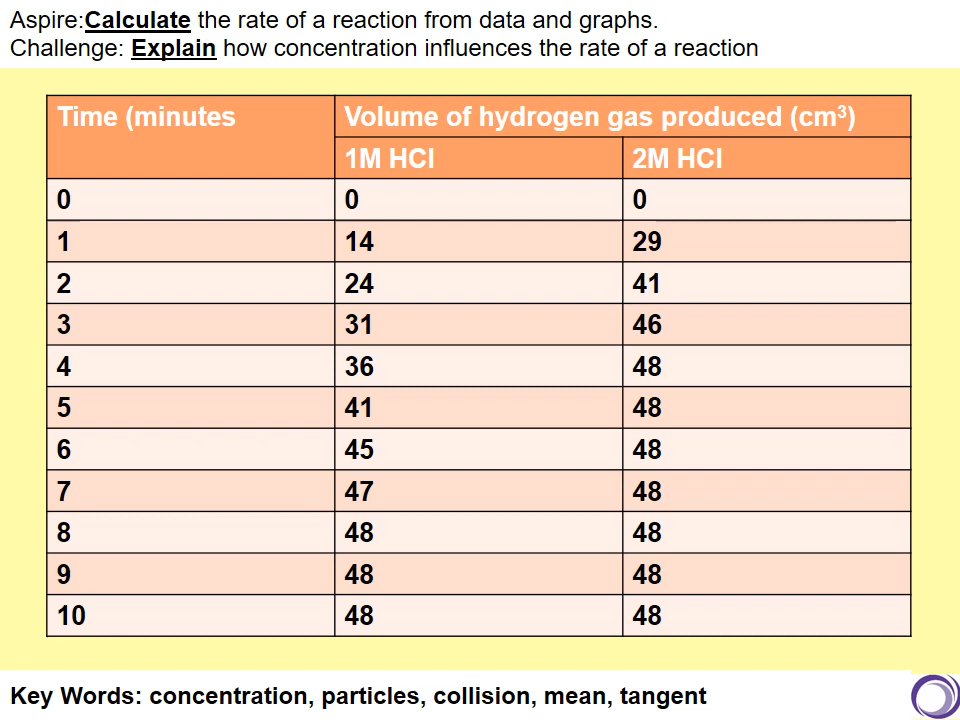 Aspire:Calculate the rate of a reaction from data and graphs.
Challenge: Explain how concentration influences the rate of a reaction
Time (minutes Volume of hydrogen gas produced (cm³)
1M HCl 2M HCl
0 0 0
1 14 29
2 24 41
3 31 46
4 36 48
5 41 48
6 45 48
7 47 48
8 48 48
9 48 48
10 48 48
Key Words: concentration, particles, collision, mean, tangent